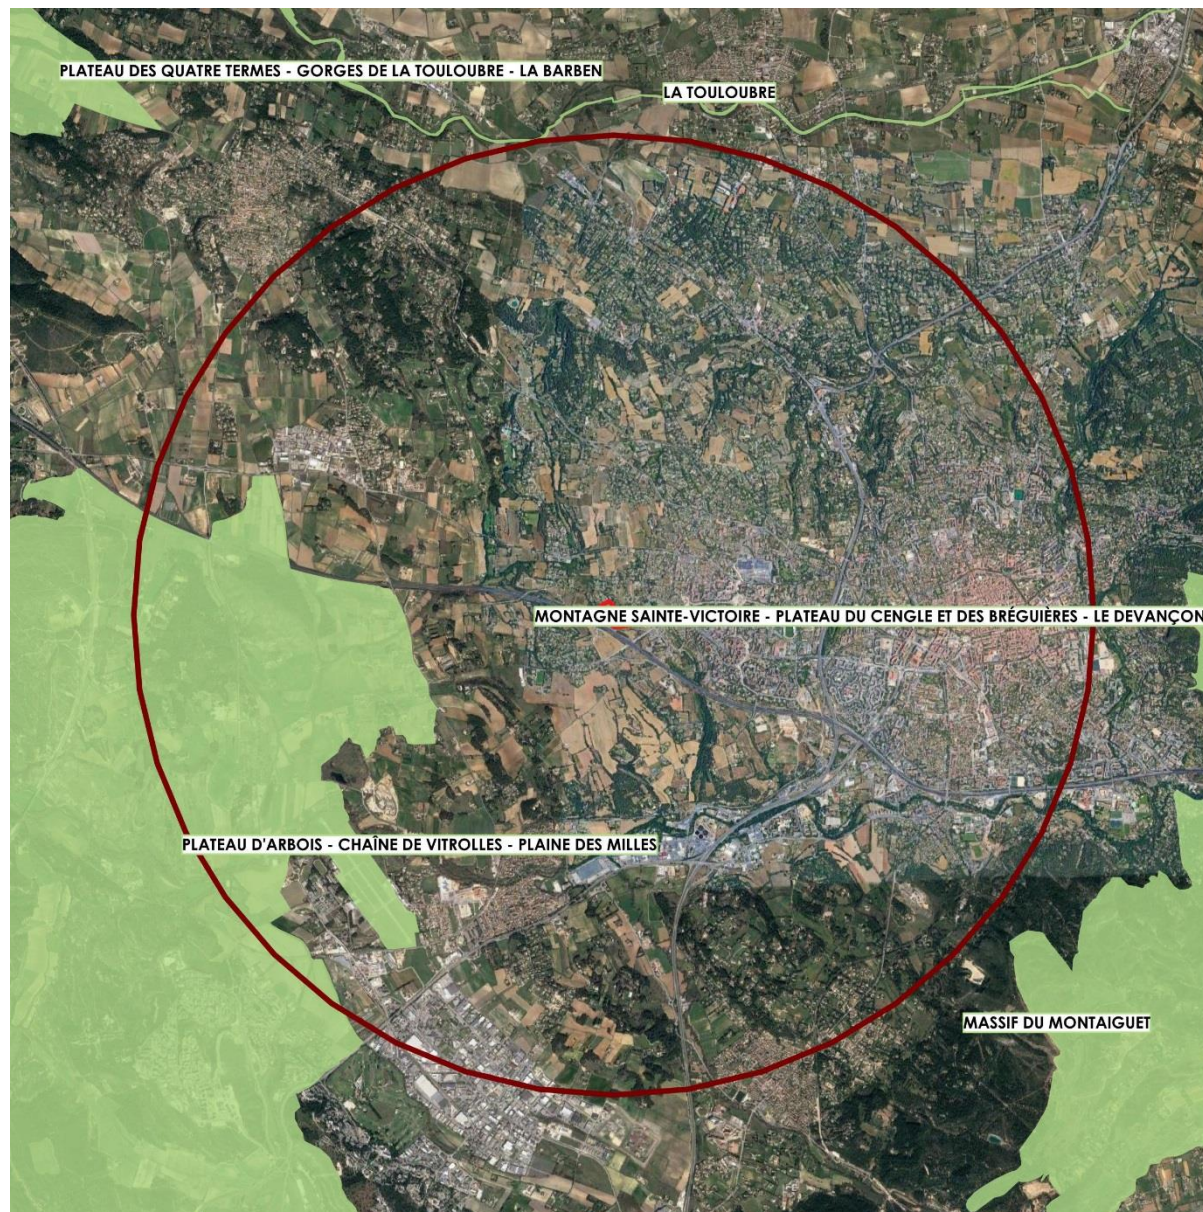 PLATEAU DES QUATRE TERMES - GORGES DE LA TOULOUBRE - LA BARBEN
LA TOULOUBRE
MONTAGNE SAINTE-VICTOIRE - PLATEAU DU CENGLE ET DES BRÉGUIÈRES - LE DEVANÇON
PLATEAU D'ARBOIS - CHAÎNE DE VITROLLES - PLAINE DES MILLES
MASSIF DU MONTAIGUET